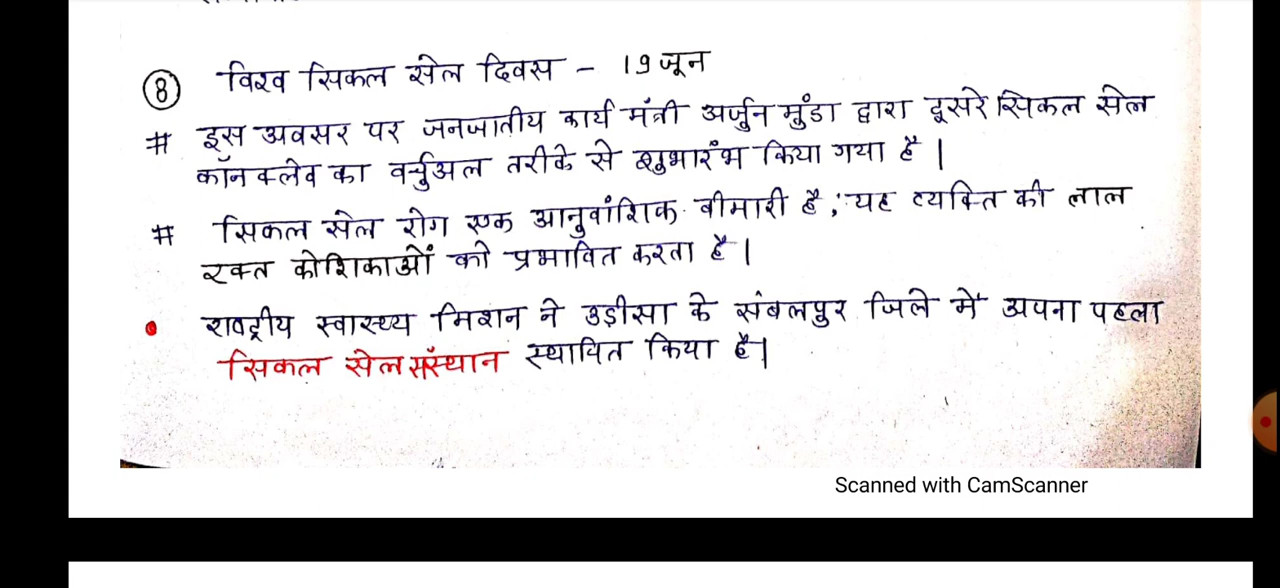 ⑧ विश्व सिकल सेल दिवस – 19 जून
# इस अवसर पर जनजातीय कार्य मंत्री अर्जुन मुंडा द्वारा दूसरे सिकल सेल
कॉनक्लेव का वर्चुअल तरीके से शुभारंभ किया गया है |
# सिकल सेल रोग एक आनुवांशिक बीमारी है, यह व्यक्ति की लाल
रक्त कोशिकाओं को प्रभावित करता है |
• राष्ट्रीय स्वास्थ्य मिशन ने उड़ीसा के संबलपुर जिले में अपना पहला
सिकल सेल संस्थान स्थापित किया है |
Scanned with CamScanner